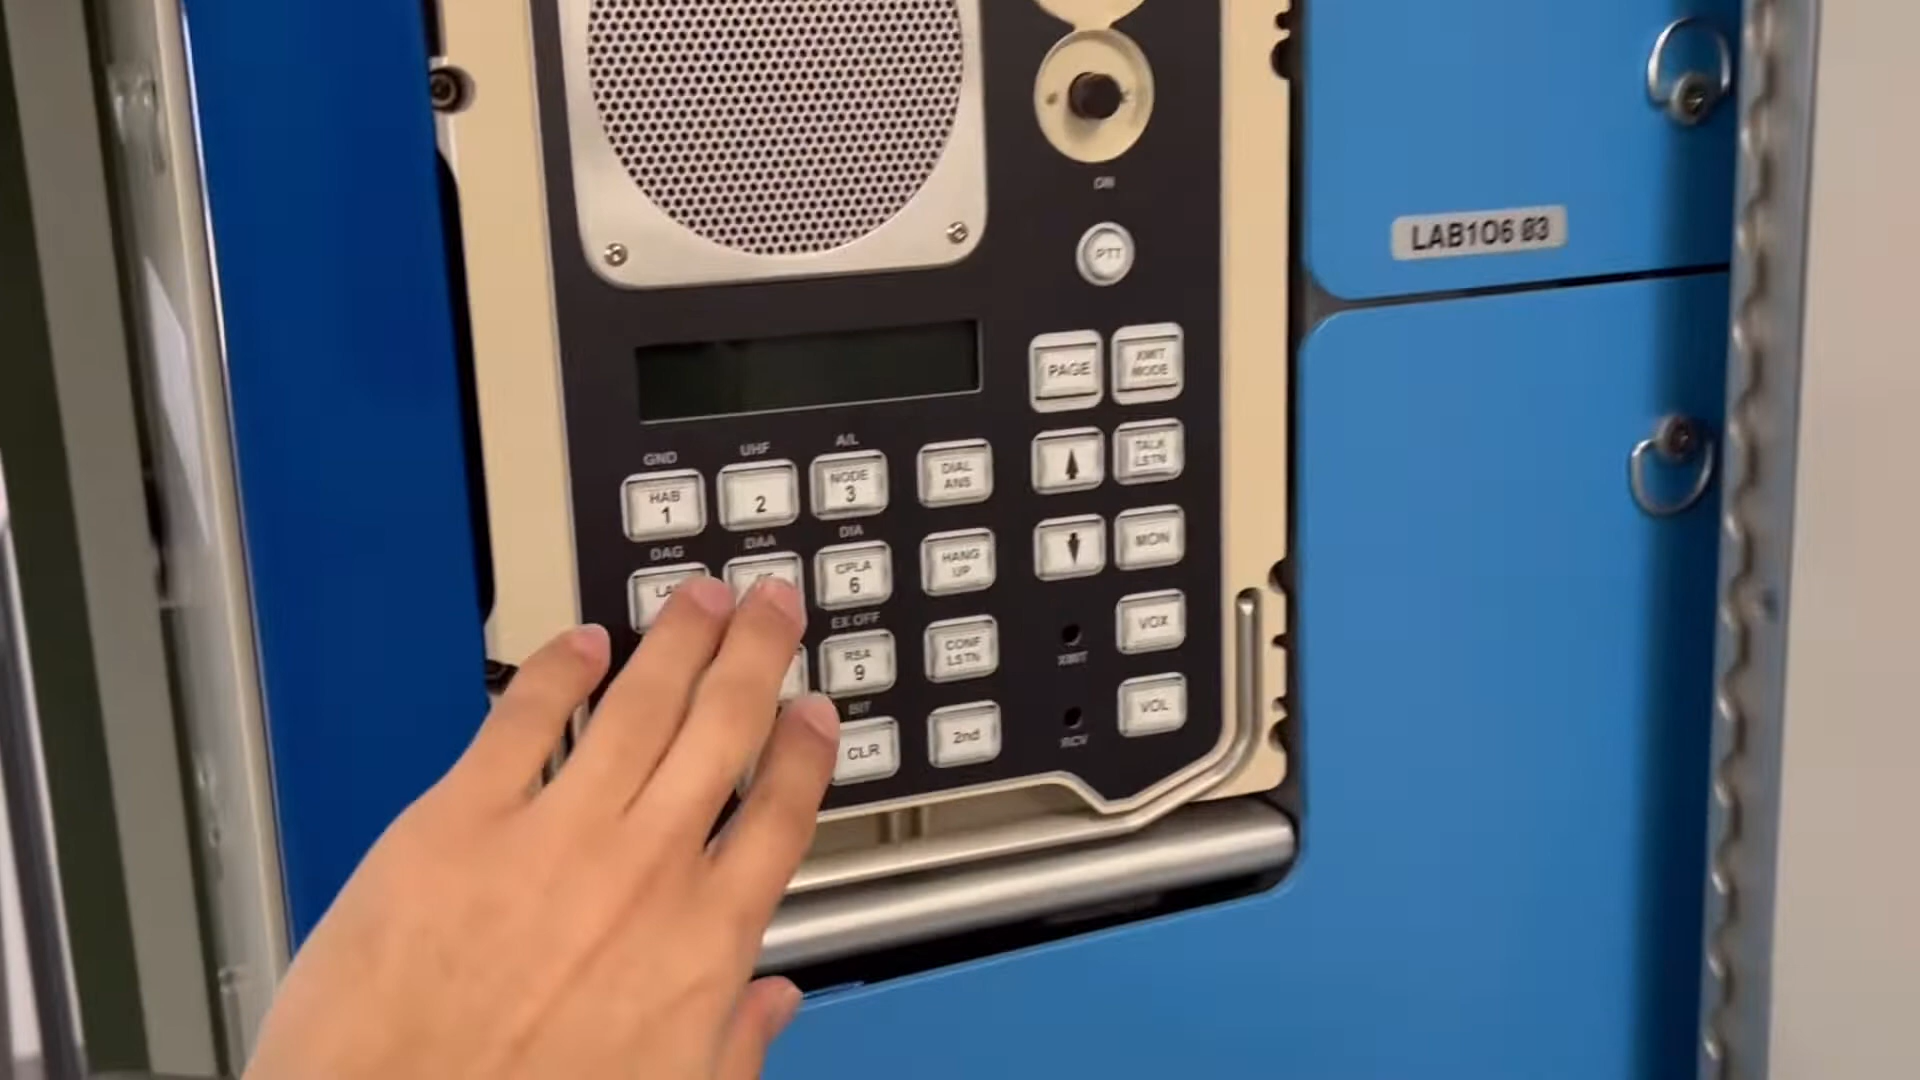 ON
LAB1O6 03
PTT
PAGE
XMIT
MODE
GND
UHF
A/L
HAB
1
2
NODE
3
DIAL
ANS
TALK
LSTN
DAG
DAA
DIA
CPLA
6
HANG
UP
MON
EX OFF
RSA
9
CONF
LSTN
XMIT
VOX
BIT
CLR
2nd
RCV
VOL